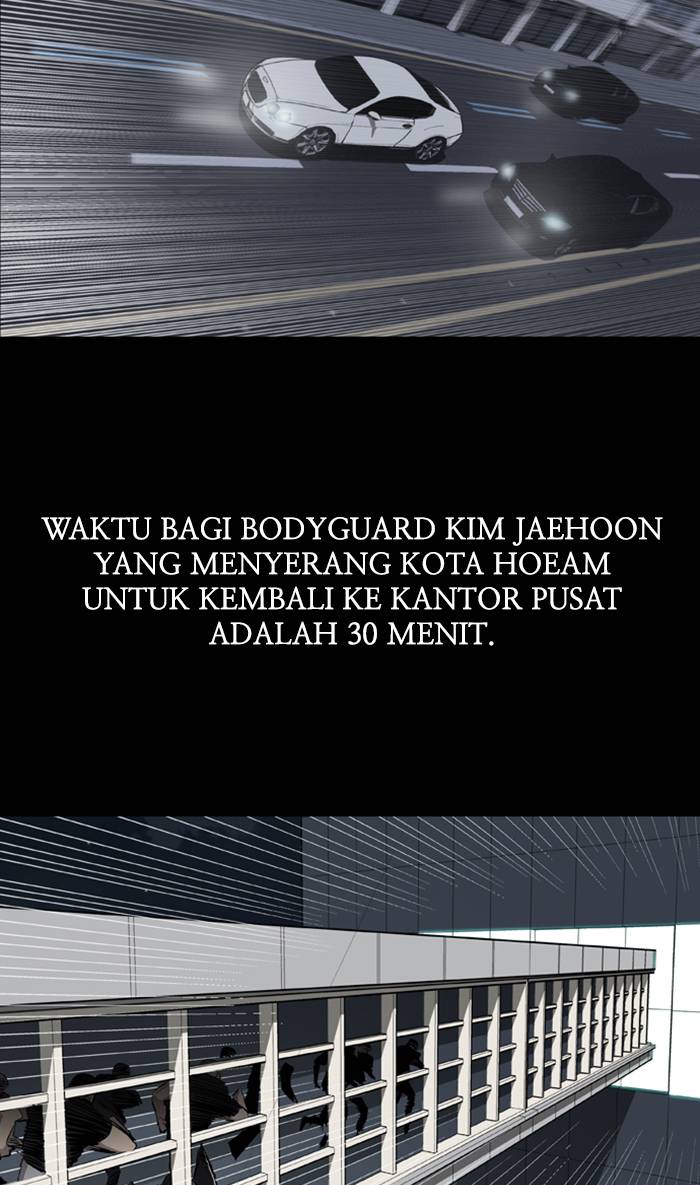 WAKTU BAGI BODYGUARD KIM JAEHOON
YANG MENYERANG KOTA HOEAM
UNTUK KEMBALI KE KANTOR PUSAT
ADALAH 30 MENIT.